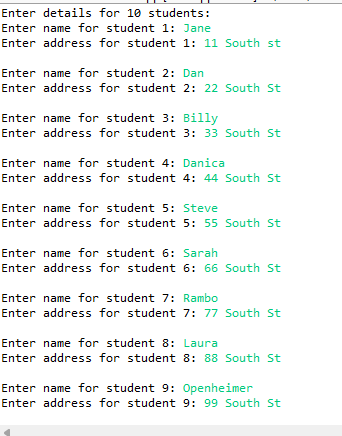 Enter details for 10 students:
Enter name for student 1: Jane
Enter address for student 1: 11 South st
Enter name for student 2: Dan
Enter address for student 2: 22 South St
Enter name for student 3: Billy
Enter address for student 3: 33 South St
Enter name for student 4: Danica
Enter address for student 4: 44 South St
Enter name for student 5: Steve
Enter address for student 5: 55 South St
Enter name for student 6: Sarah
Enter address for student 6: 66 South St
Enter name for student 7: Rambo
Enter address for student 7: 77 South St
Enter name for student 8: Laura
Enter address for student 8: 88 South St
Enter name for student 9: Openheimer
Enter address for student 9: 99 South St